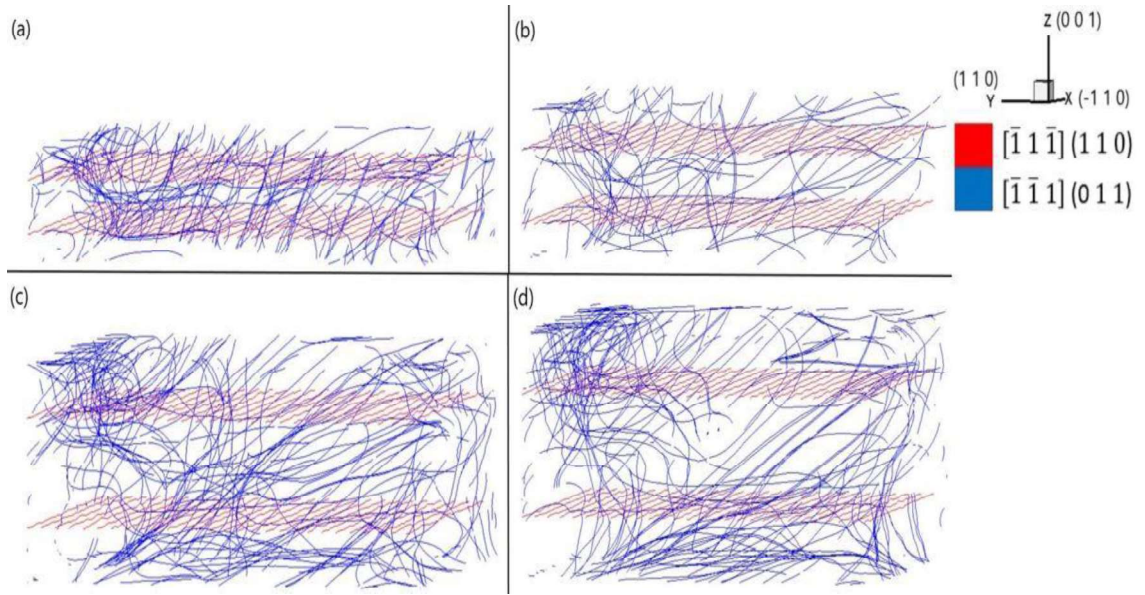 (a)
(b)
Z (0 0 1)
(1 1 0)
Y
X (-1 1 0)
[1̅ 1 1̅] (1 1 0)
[1̅ 1̅ 1] (0 1 1)
(c)
(d)